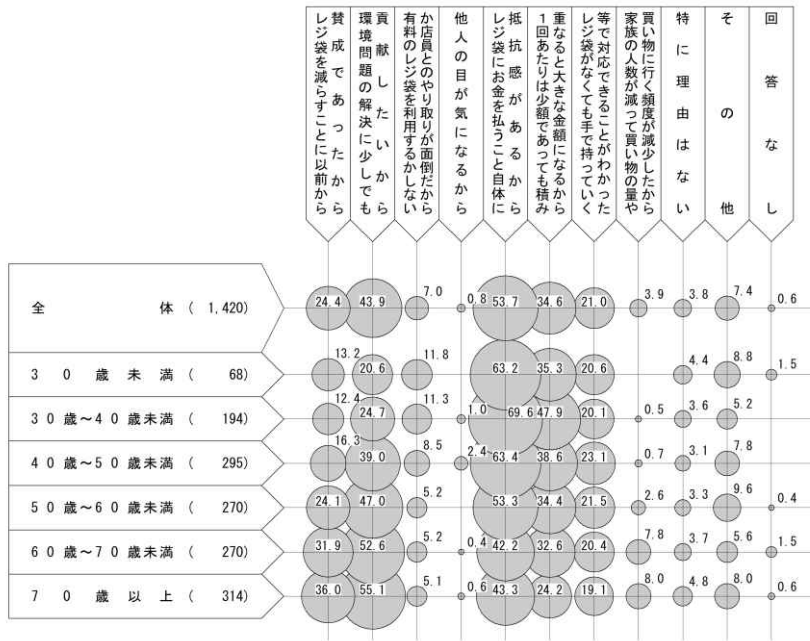 レジ袋を減らすことに以前から
賛成であったから
環境問題の解決に少しでも
貢献したいから
有料のレジ袋を利用するかしない
か店員とのやり取りが面倒だから
他人の目が気になるから
レジ袋にお金を払うこと自体に
抵抗感があるから
1回あたりは少額であっても積み
重なると大きな金額になるから
レジ袋がなくても手で持っていく
等で対応できることがわかった
家族の人数が減って買い物の量や
買い物に行く頻度が減少したから
特に理由はない
その他
回答なし
全体 ( 1,420) 24.4 43.9 7.0 0.8 53.7 34.6 21.0 3.9 3.8 7.4 0.6
30歳未満 ( 68) 13.2 20.6 11.8 63.2 35.3 20.6 4.4 8.8 1.5
30歳～40歳未満 ( 194) 12.4 24.7 11.3 1.0 69.6 47.9 20.1 0.5 3.6 5.2
40歳～50歳未満 ( 295) 16.3 39.0 8.5 2.4 63.4 38.6 23.1 0.7 3.1 7.8
50歳～60歳未満 ( 270) 24.1 47.0 5.2 53.3 34.4 21.5 2.6 3.3 9.6 0.4
60歳～70歳未満 ( 270) 31.9 52.6 5.2 0.4 42.2 32.6 20.4 7.8 3.7 5.6 1.5
70歳以上 ( 314) 36.0 55.1 5.1 0.6 43.3 24.2 19.1 8.0 4.8 8.0 0.6